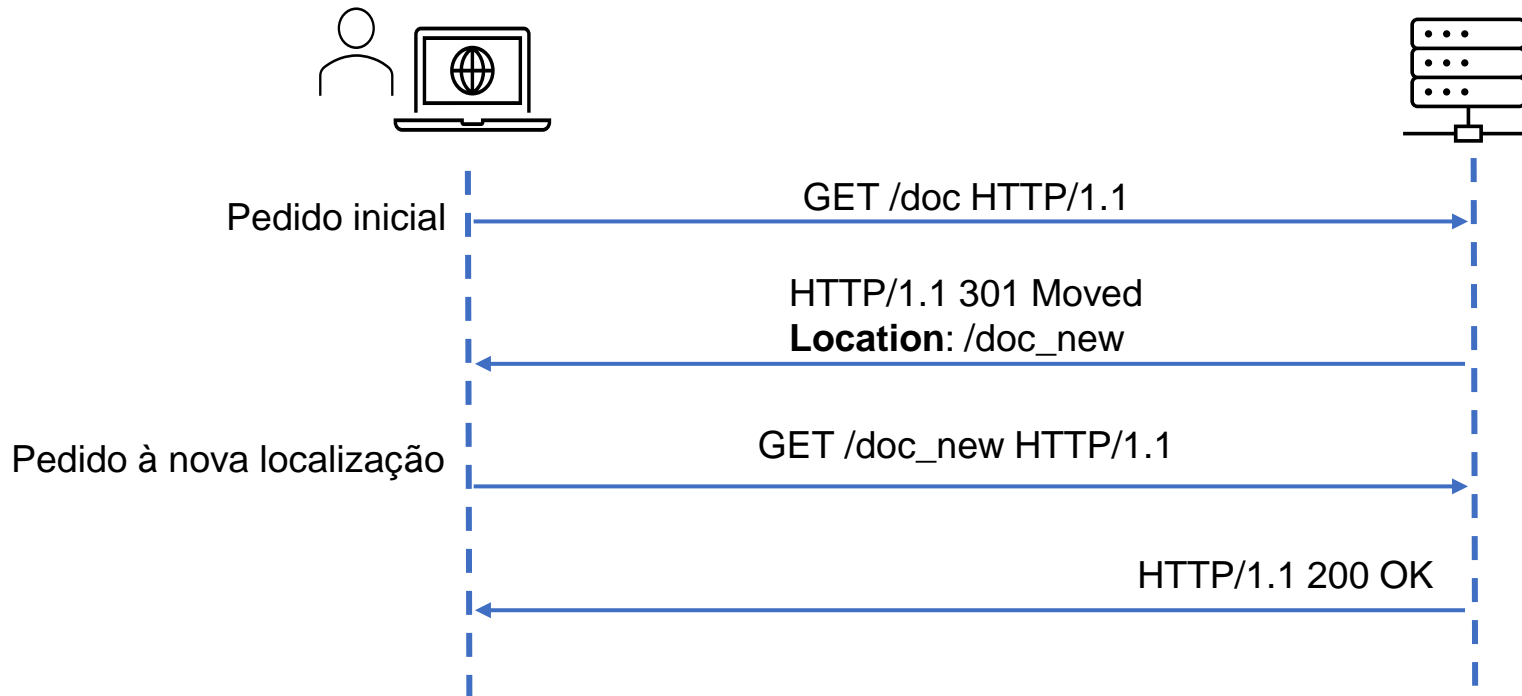 Pedido inicial
GET /doc HTTP/1.1
HTTP/1.1 301 Moved
Location: /doc_new
Pedido à nova localização
GET /doc_new HTTP/1.1
HTTP/1.1 200 OK